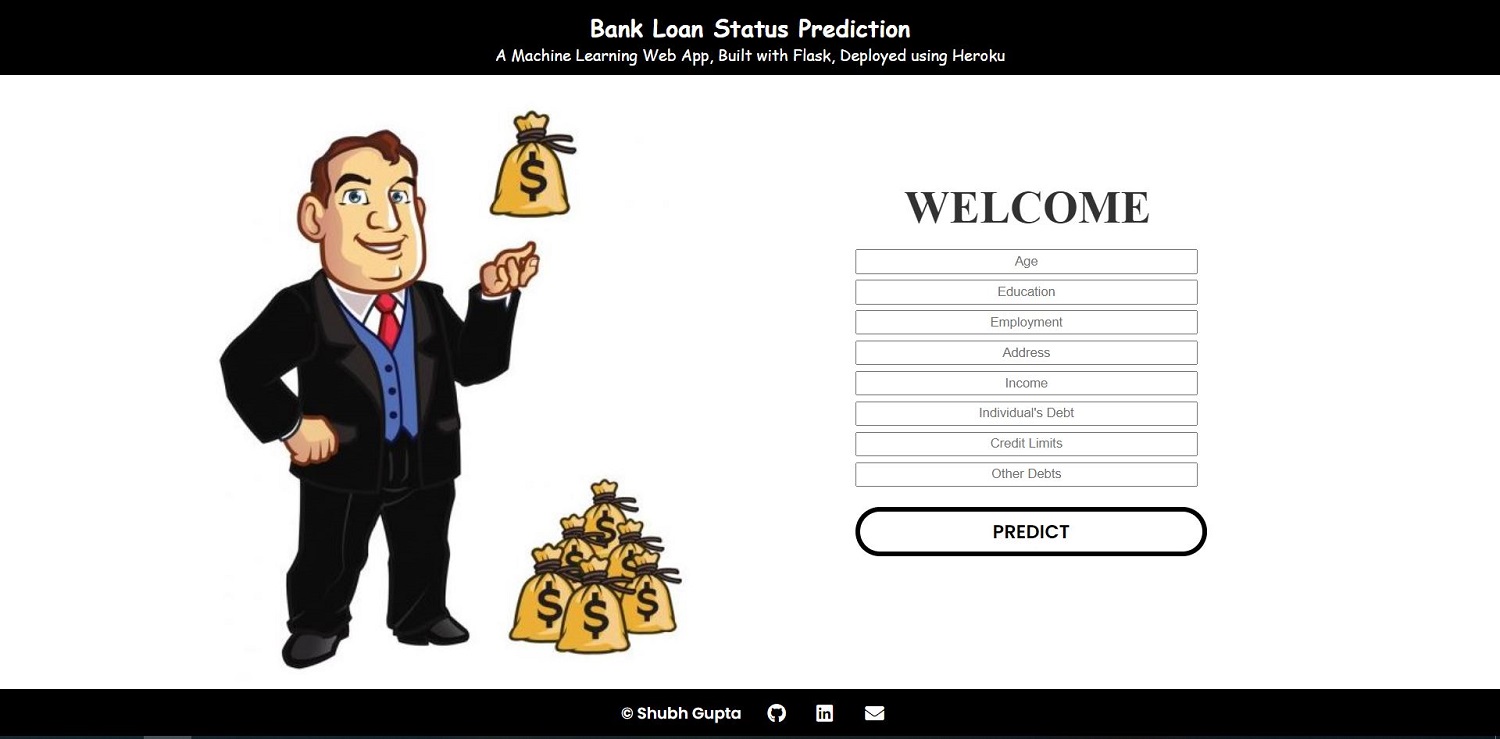 Bank Loan Status Prediction
A Machine Learning Web App, Built with Flask, Deployed using Heroku
$
WELCOME
Age
Education
Employment
Address
Income
Individual's Debt
Credit Limits
Other Debts
PREDICT
$
$
$
$
$
$
© Shubh Gupta
in